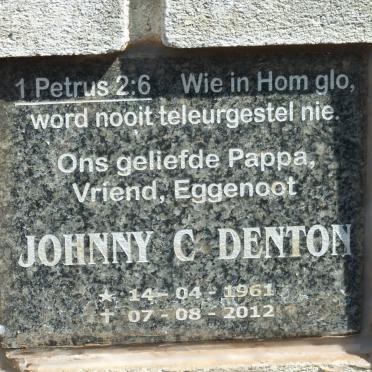 1 Petrus 2:6 Wie in Hom glo,
word nooit teleurgestel nie.
Ons geliefde Pappa,
Vriend, Eggenoot
JOHNNY C DENTON
★ 14- 04 - 1961
✝ 07 - 08 - 2012